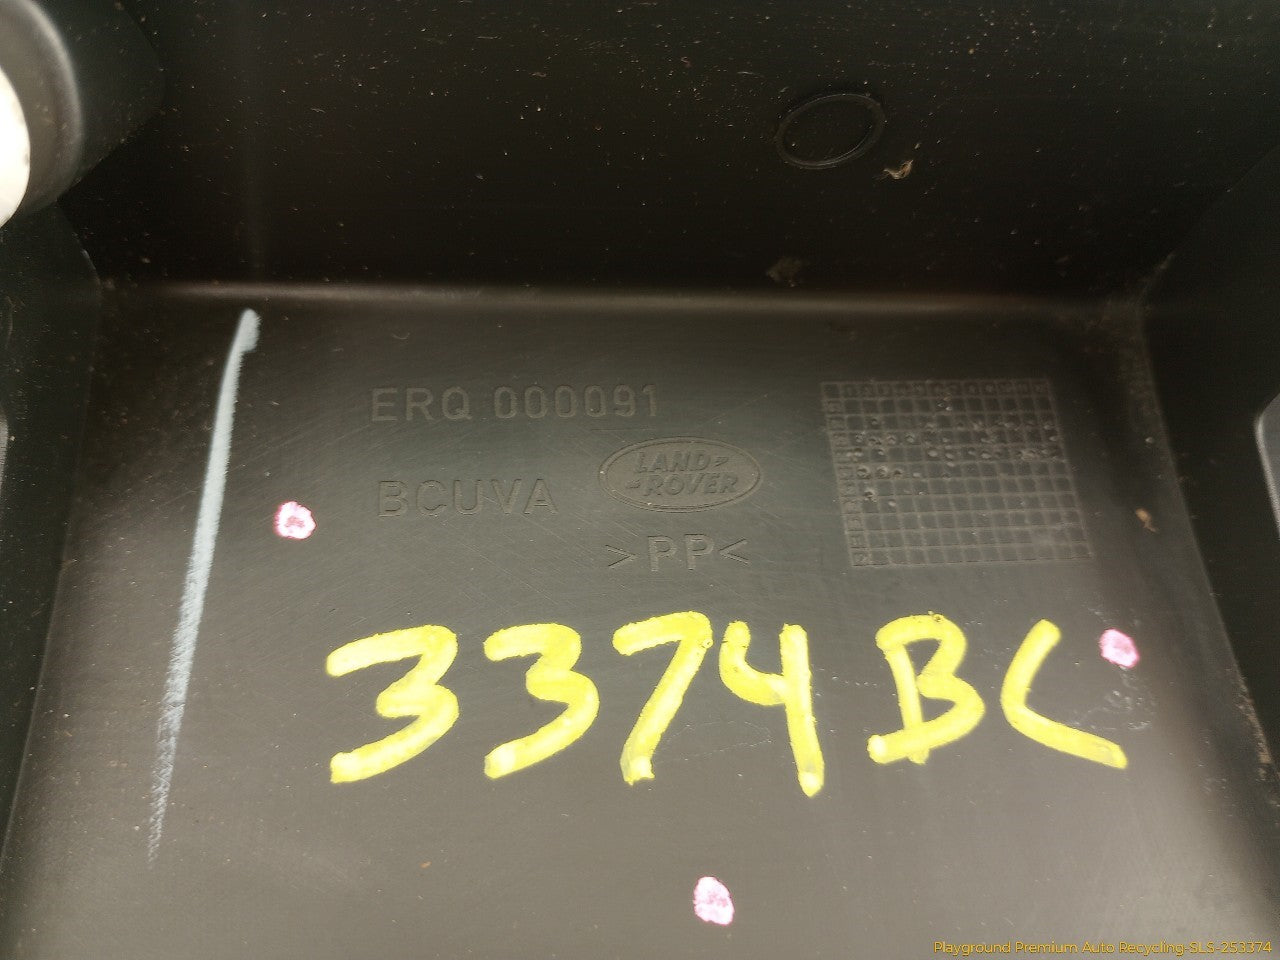 ERQ 000091
LAND-
-ROVER
BCUVA
>PP<
3374BC
Playground Premium Auto Recycling-SLS-253374